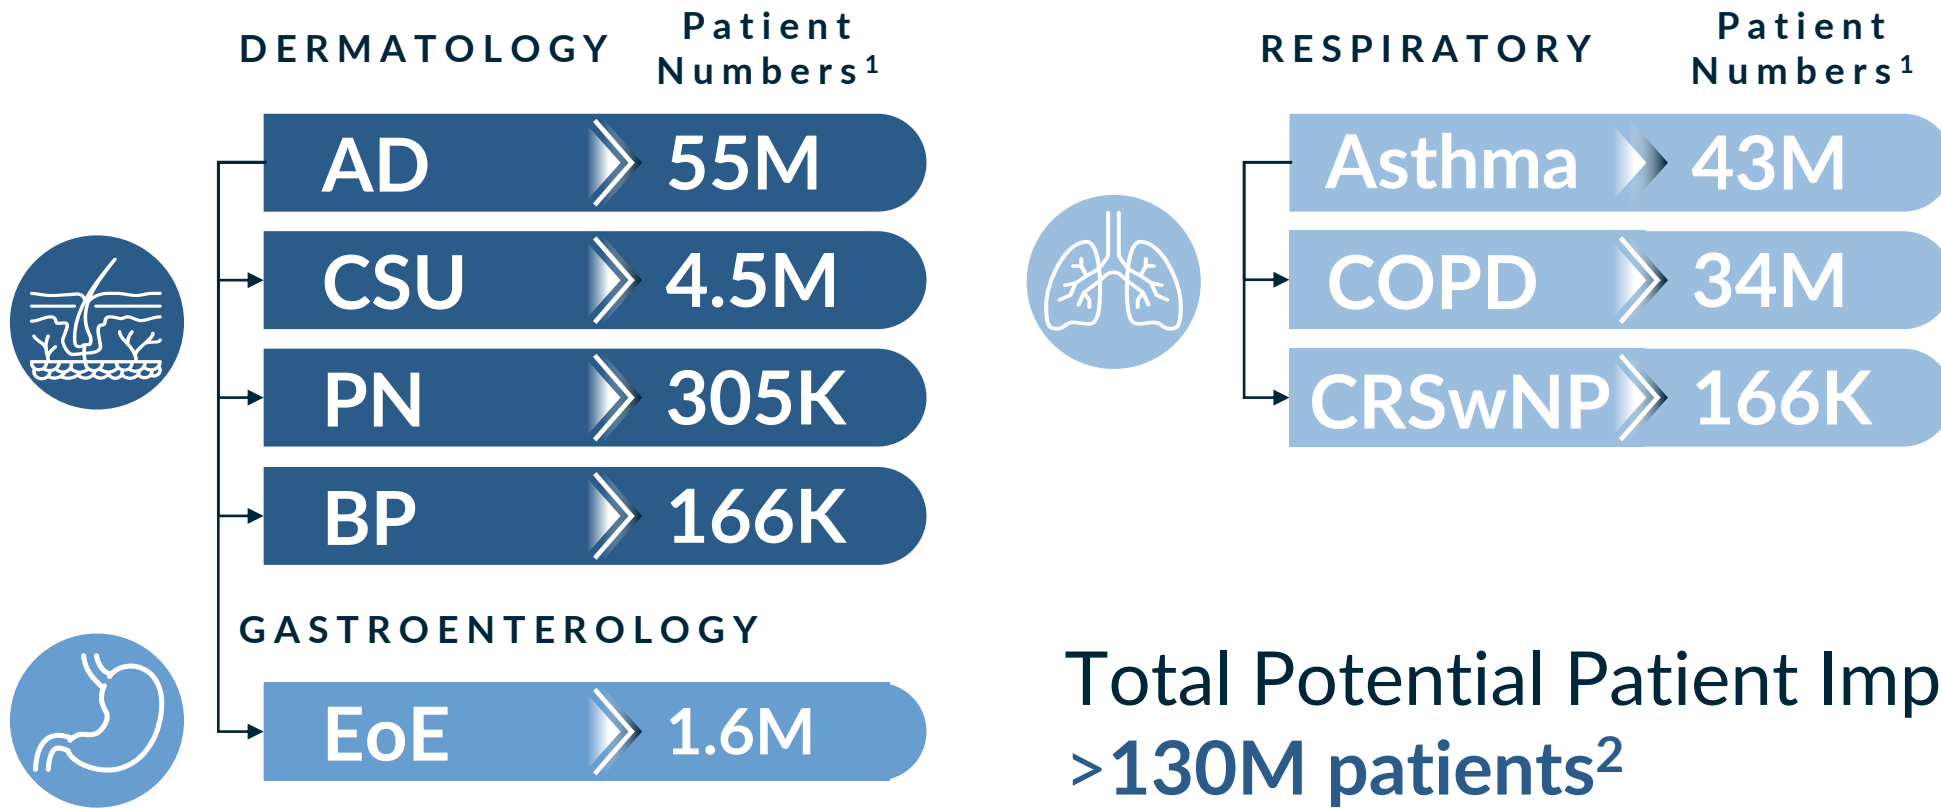 DERMATOLOGY
Patient
Numbers¹
AD 55M
CSU 4.5M
PN 305K
BP 166K
GASTROENTEROLOGY
EoE 1.6M
RESPIRATORY
Patient
Numbers¹
Asthma 43M
COPD 34M
CRSwNP 166K
Total Potential Patient Imp
>130M patients²